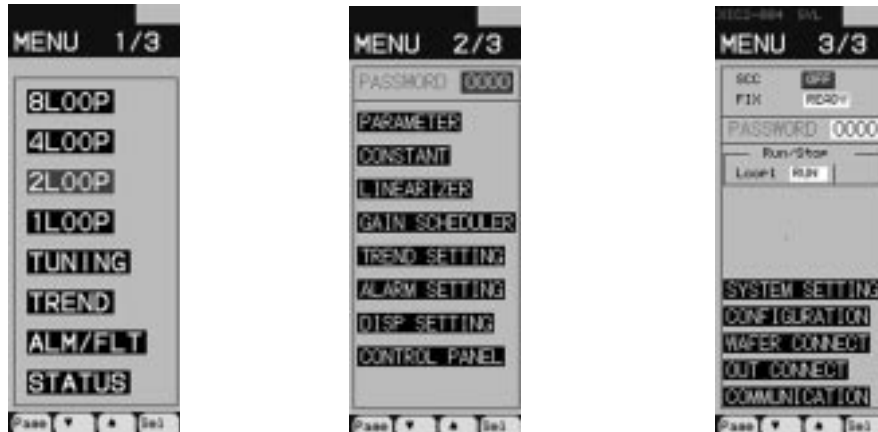 MENU 1/3
8LOOP
4LOOP
2LOOP
1LOOP
TUNING
TREND
ALM/FLT
STATUS
Page ▼ ▲ Sel
MENU 2/3
PASSWORD 0000
PARAMETER
CONSTANT
LINEARIZER
GAIN SCHEDULER
TREND SETTING
ALARM SETTING
DISP SETTING
CONTROL PANEL
Page ▼ ▲ Sel
MENU 3/3
SCC OFF
FIX READY
PASSWORD 0000
Run/Stop
Loop1 RUN
SYSTEM SETTING
CONFIGURATION
WAFER CONNECT
OUT CONNECT
COMMUNICATION
Page ▼ ▲ Sel